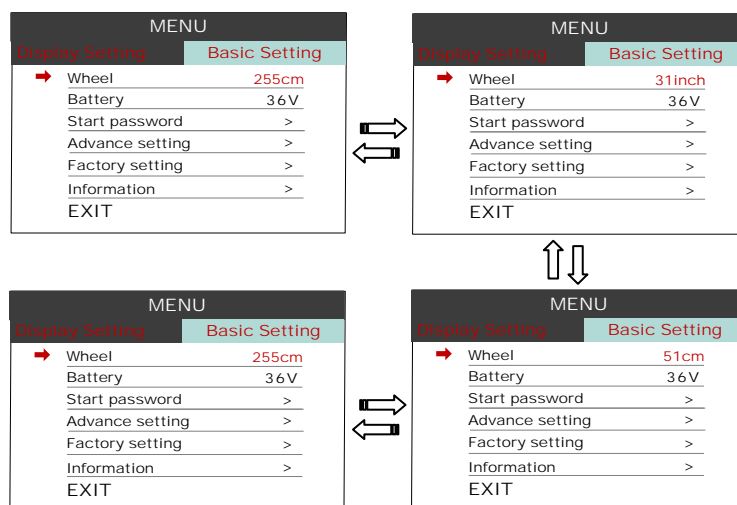 MENU
Display Setting Basic Setting
Wheel 255cm
Battery 36V
Start password >
Advance setting >
Factory setting >
Information >
EXIT
MENU
Display Setting Basic Setting
Wheel 31inch
Battery 36V
Start password >
Advance setting >
Factory setting >
Information >
EXIT
MENU
Display Setting Basic Setting
Wheel 255cm
Battery 36V
Start password >
Advance setting >
Factory setting >
Information >
EXIT
MENU
Display Setting Basic Setting
Wheel 51cm
Battery 36V
Start password >
Advance setting >
Factory setting >
Information >
EXIT